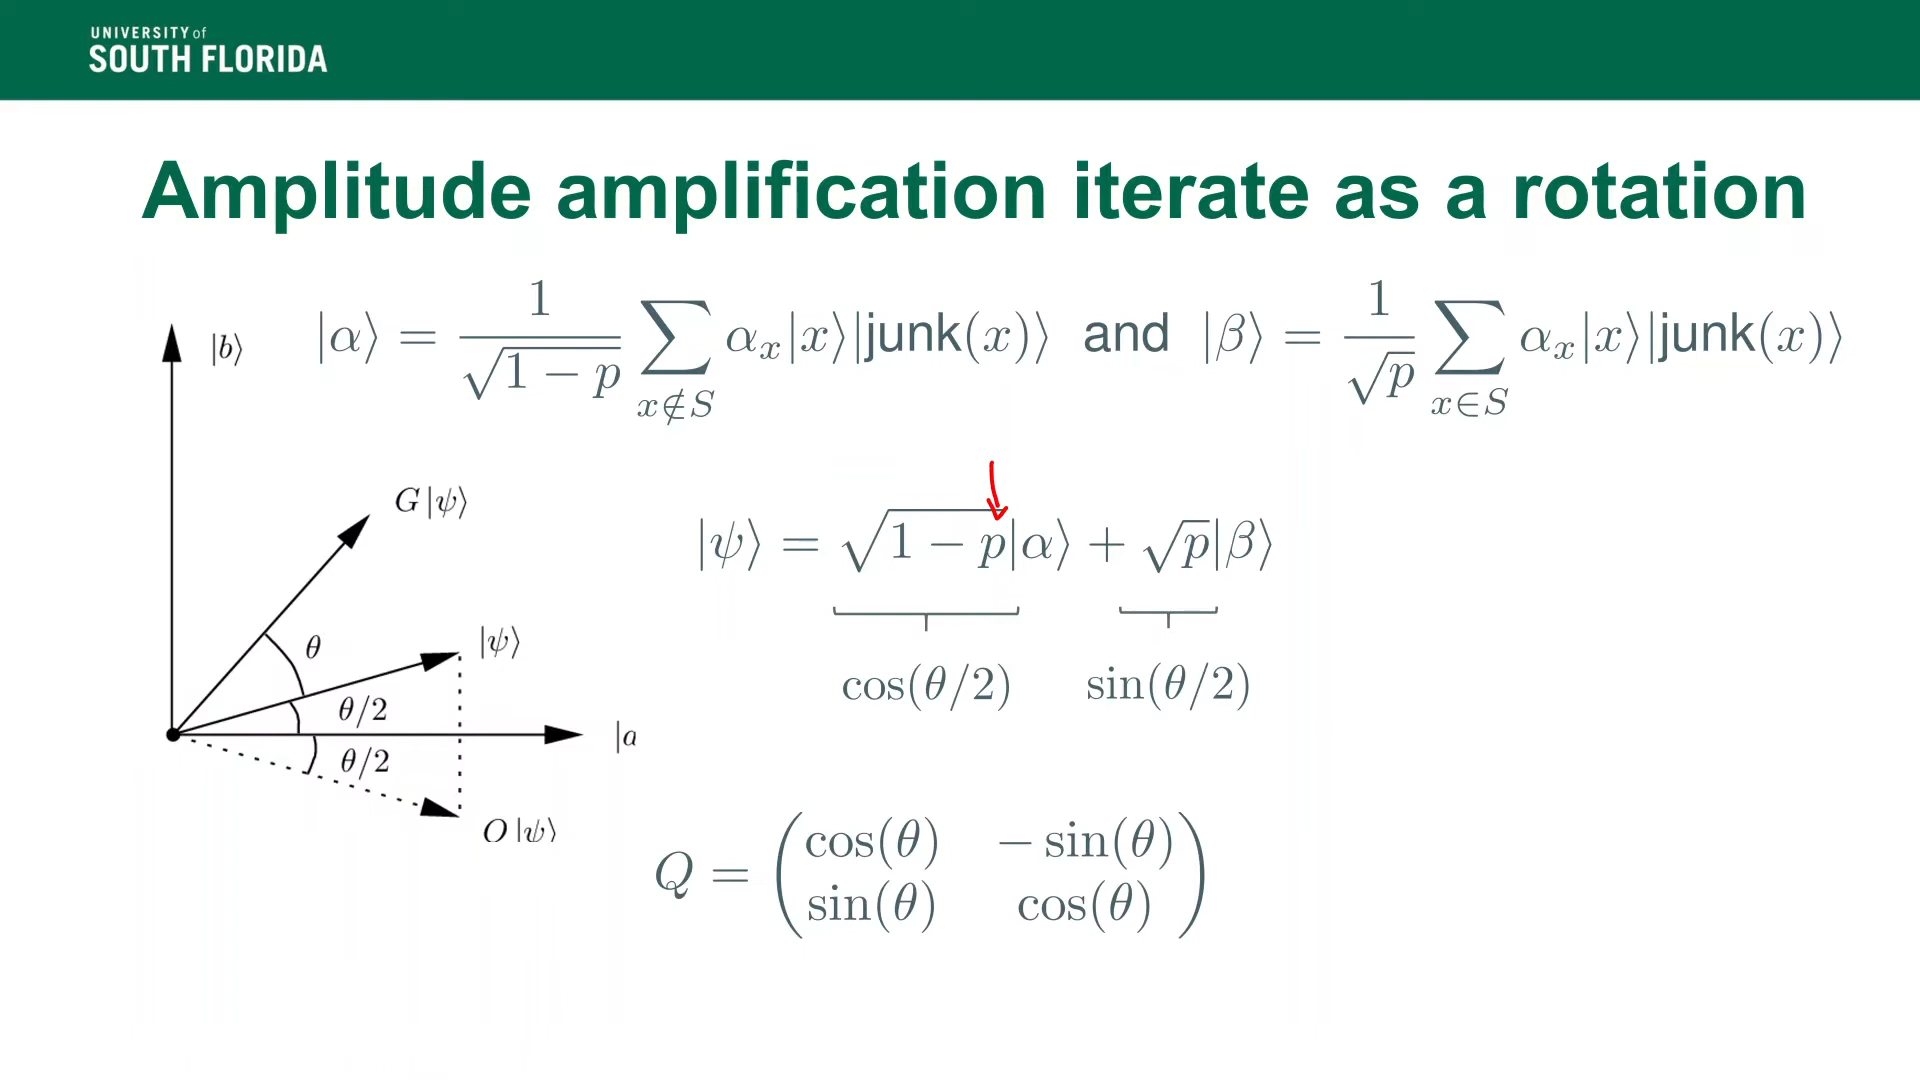 UNIVERSITY of
SOUTH FLORIDA
Amplitude amplification iterate as a rotation
|α⟩ = 1/√(1 − p) ∑_{x∉S} α_x|x⟩|junk(x)⟩ and |β⟩ = 1/√p ∑_{x∈S} α_x|x⟩|junk(x)⟩
|b⟩
G|ψ⟩
|ψ⟩ = √(1 − p)|α⟩ + √p|β⟩
cos(θ/2) sin(θ/2)
θ
|ψ⟩
θ/2
|a
θ/2
O|ψ⟩
Q = (cos(θ) − sin(θ)
sin(θ) cos(θ))